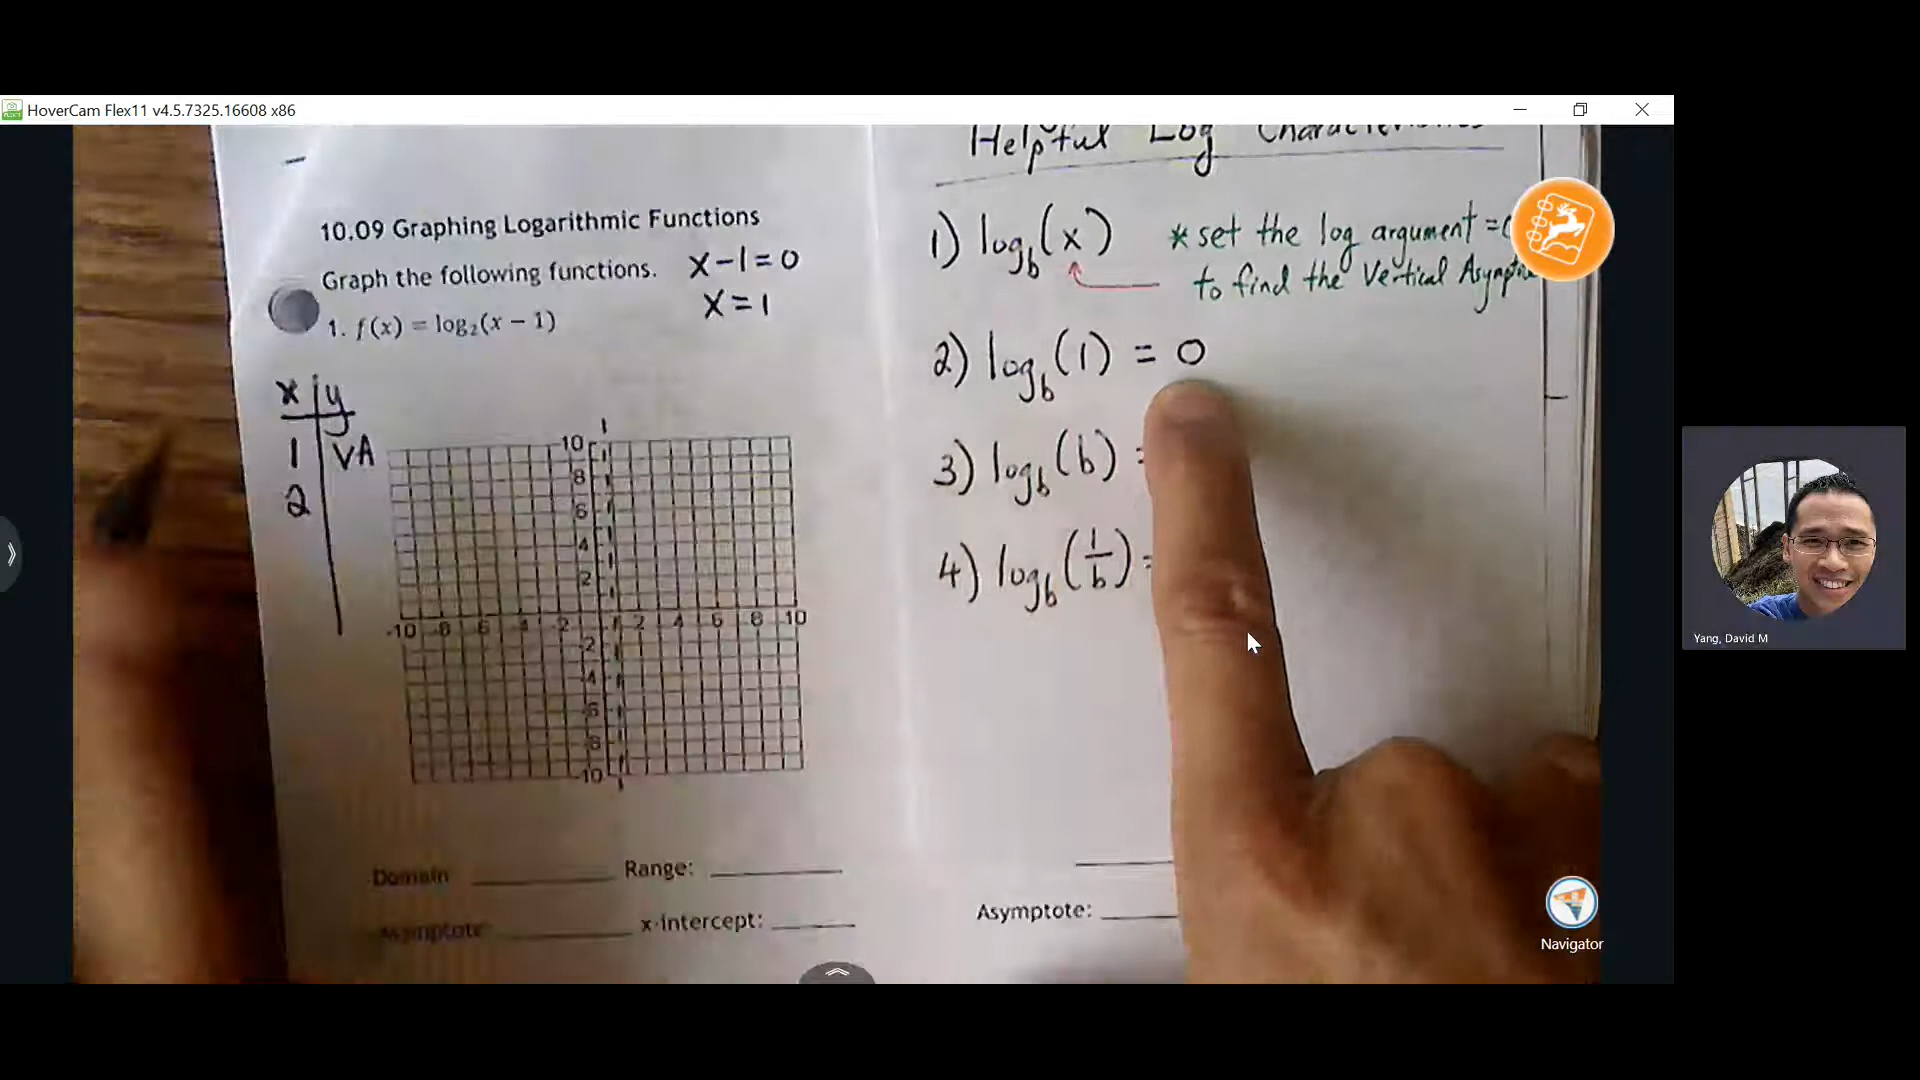 HoverCam Flex11 v4.5.7325.16608 x86
Helpful Log Characteristics
10.09 Graphing Logarithmic Functions
Graph the following functions.
x-1=0
x=1
1. f(x) = log₂(x − 1)
x y
1 VA
2
10
8
6
4
2
-10 -8 -6 -4 -2 2 4 6 8 10
-2
-4
-6
-8
-10
Domain Range:
Asymptote x-intercept:
1) log_b(x) *set the log argument =
to find the Vertical
2) log_b(1) = 0
3) log_b(b) =
4) log_b(1/b) =
Asymptote:
Navigator
Yang, David M